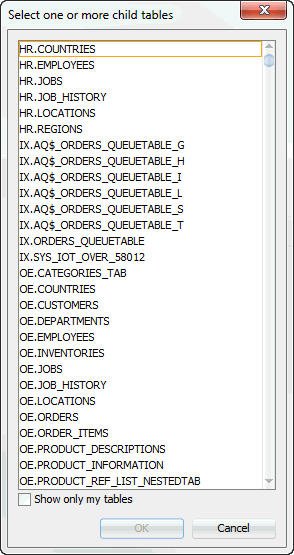 Select one or more child tables
HR.COUNTRIES
HR.EMPLOYEES
HR.JOBS
HR.JOB_HISTORY
HR.LOCATIONS
HR.REGIONS
IX.AQ$_ORDERS_QUEUETABLE_G
IX.AQ$_ORDERS_QUEUETABLE_H
IX.AQ$_ORDERS_QUEUETABLE_I
IX.AQ$_ORDERS_QUEUETABLE_L
IX.AQ$_ORDERS_QUEUETABLE_S
IX.AQ$_ORDERS_QUEUETABLE_T
IX.ORDERS_QUEUETABLE
IX.SYS_IOT_OVER_58012
OE.CATEGORIES_TAB
OE.COUNTRIES
OE.CUSTOMERS
OE.DEPARTMENTS
OE.EMPLOYEES
OE.INVENTORIES
OE.JOBS
OE.JOB_HISTORY
OE.LOCATIONS
OE.ORDERS
OE.ORDER_ITEMS
OE.PRODUCT_DESCRIPTIONS
OE.PRODUCT_INFORMATION
OE.PRODUCT_REF_LIST_NESTEDTAB
Show only my tables
OK Cancel